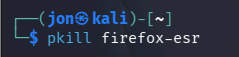 ┌──(jon㉿kali)-[~]
└─$ pkill firefox-esr